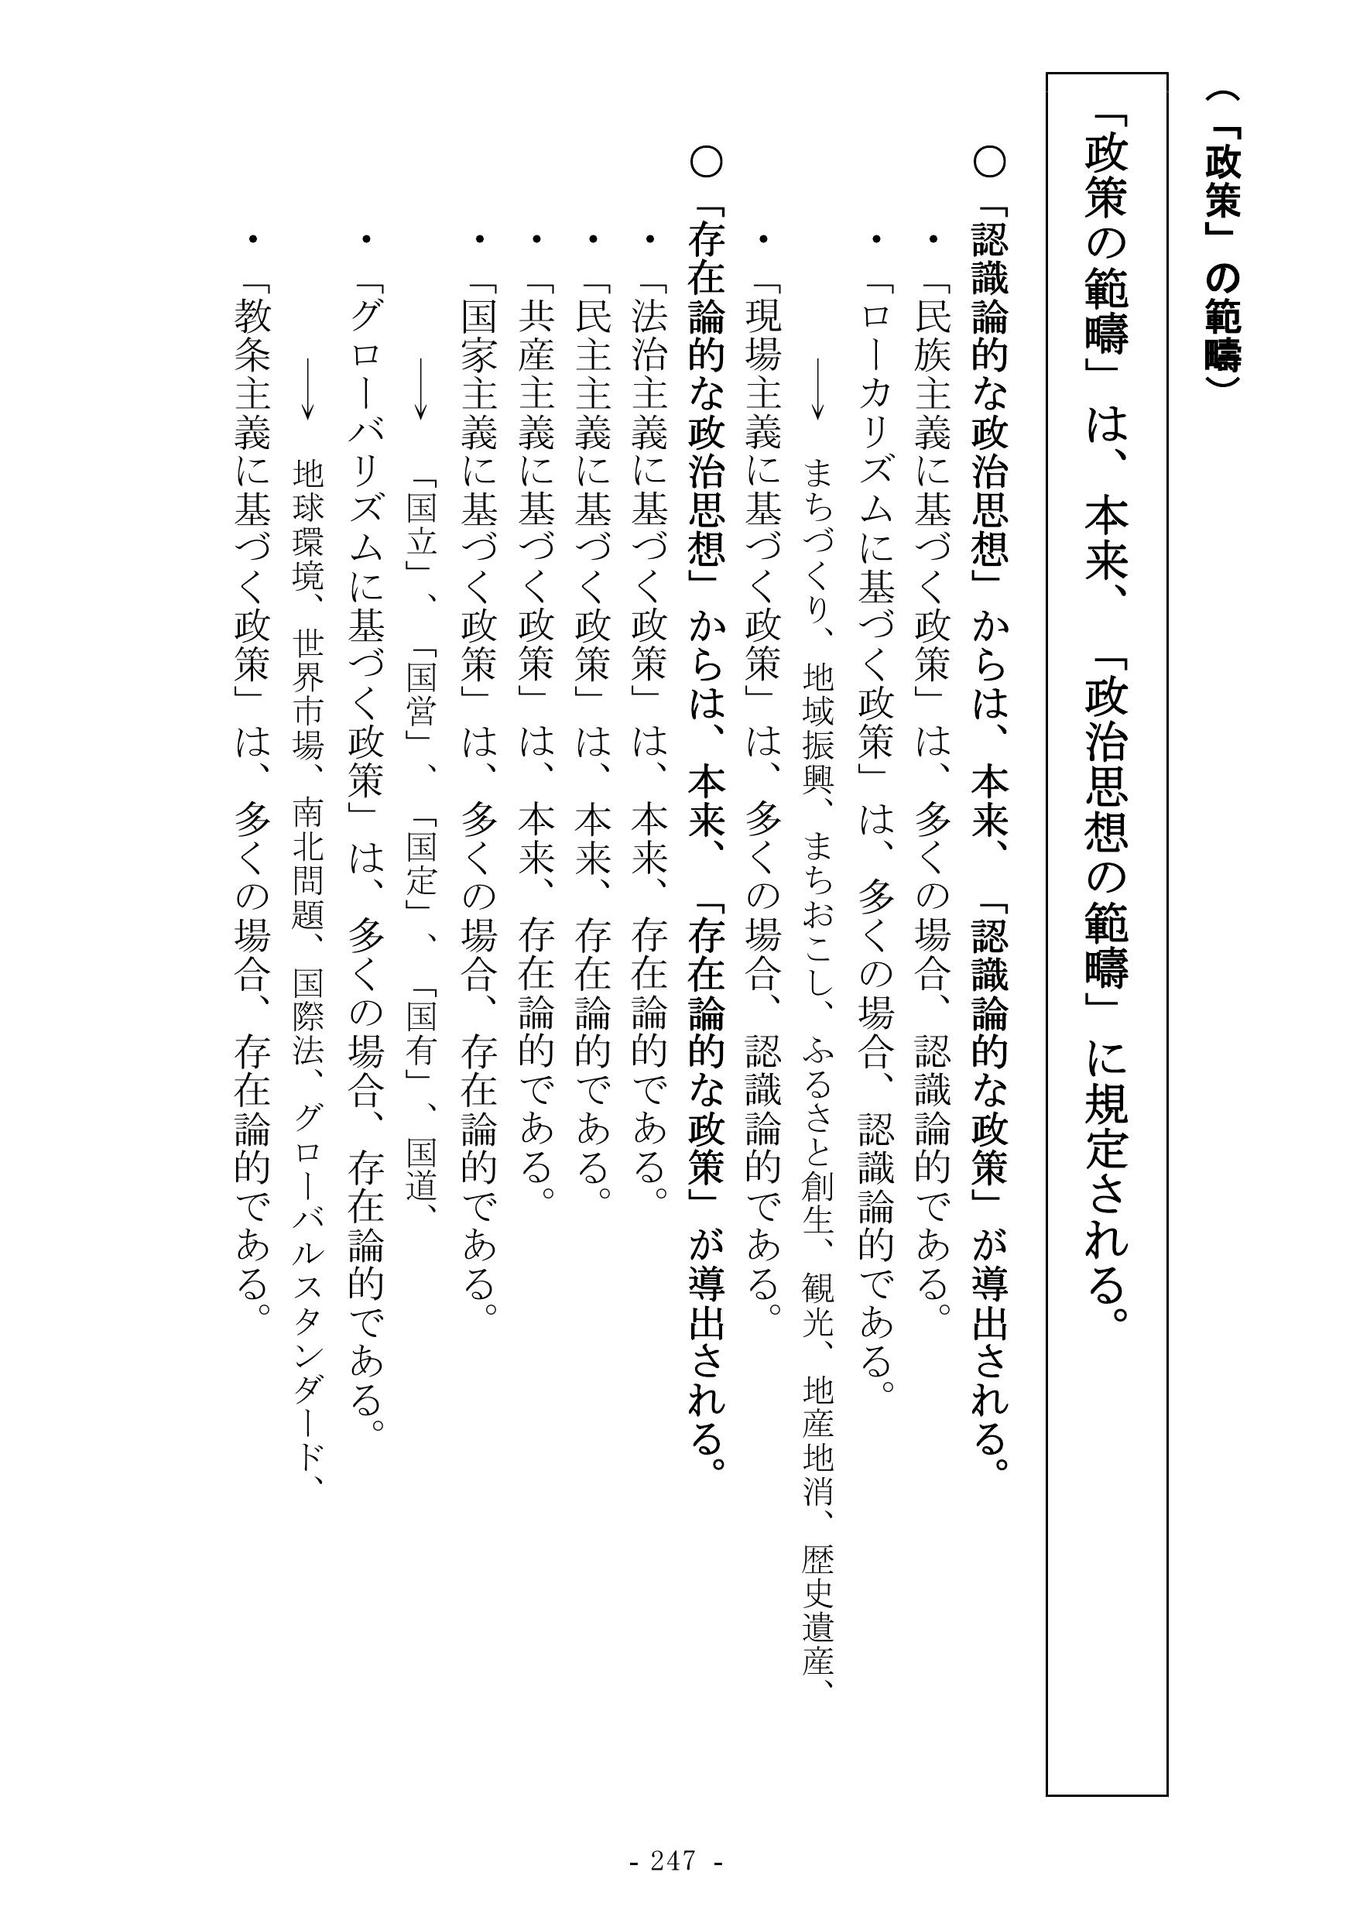 （「政策」の範疇）
「政策の範疇」は、本来、「政治思想の範疇」に規定される。
○「認識論的な政治思想」からは、本来、「認識論的な政策」が導出される。
・「民族主義に基づく政策」は、多くの場合、認識論的である。
・「ローカリズムに基づく政策」は、多くの場合、認識論的である。
→まちづくり、地域振興、まちおこし、ふるさと創生、観光、地産地消、歴史遺産、
・「現場主義に基づく政策」は、多くの場合、認識論的である。
○「存在論的な政治思想」からは、本来、「存在論的な政策」が導出される。
・「法治主義に基づく政策」は、本来、存在論的である。
・「民主主義に基づく政策」は、本来、存在論的である。
・「共産主義に基づく政策」は、本来、存在論的である。
・「国家主義に基づく政策」は、多くの場合、存在論的である。
→「国立」、「国営」、「国定」、「国有」、国道、
・「グローバリズムに基づく政策」は、多くの場合、存在論的である。
→地球環境、世界市場、南北問題、国際法、グローバルスタンダード、
・「教条主義に基づく政策」は、多くの場合、存在論的である。
- 247 -